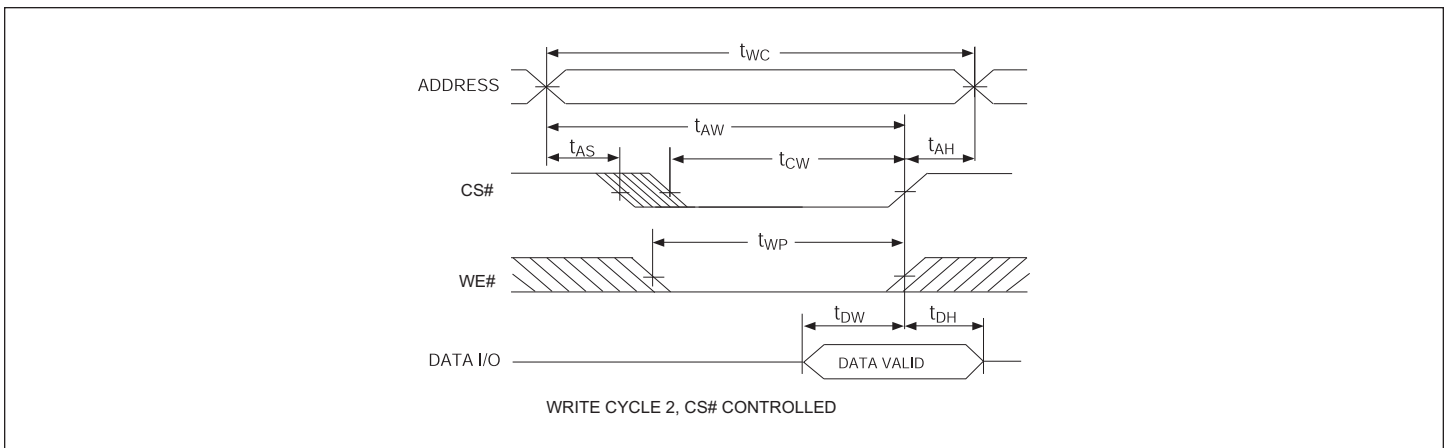 tWC
ADDRESS
tAW
tAS
tCW
tAH
CS#
tWP
WE#
tDW
tDH
DATA I/O
DATA VALID
WRITE CYCLE 2, CS# CONTROLLED